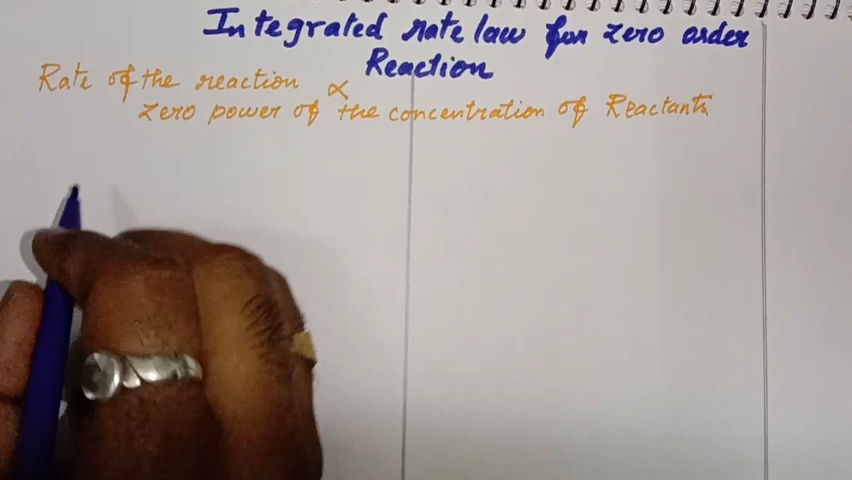 Integrated rate law for zero order
Reaction
Rate of the reaction ∝
zero power of the concentration of Reactants